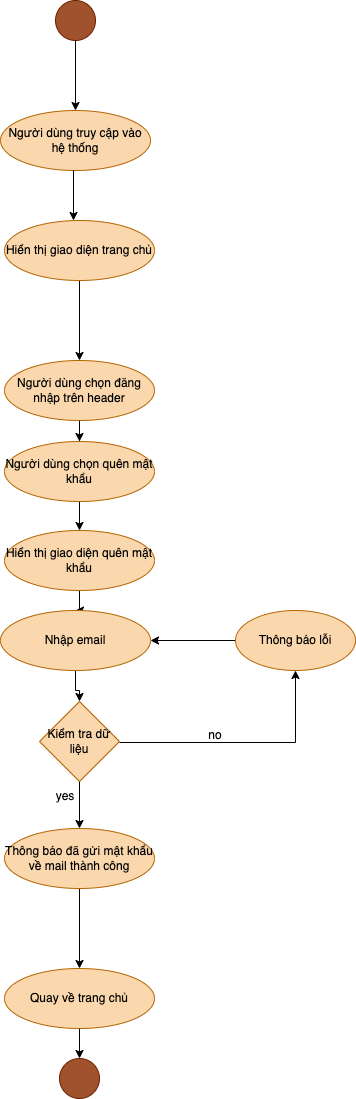 Người dùng truy cập vào
hệ thống
Hiển thị giao diện trang chủ
Người dùng chọn đăng
nhập trên header
Người dùng chọn quên mật
khẩu
Hiển thị giao diện quên mật
khẩu
Nhập email
Thông báo lỗi
Kiểm tra dữ
liệu
no
yes
Thông báo đã gửi mật khẩu
về mail thành công
Quay về trang chủ